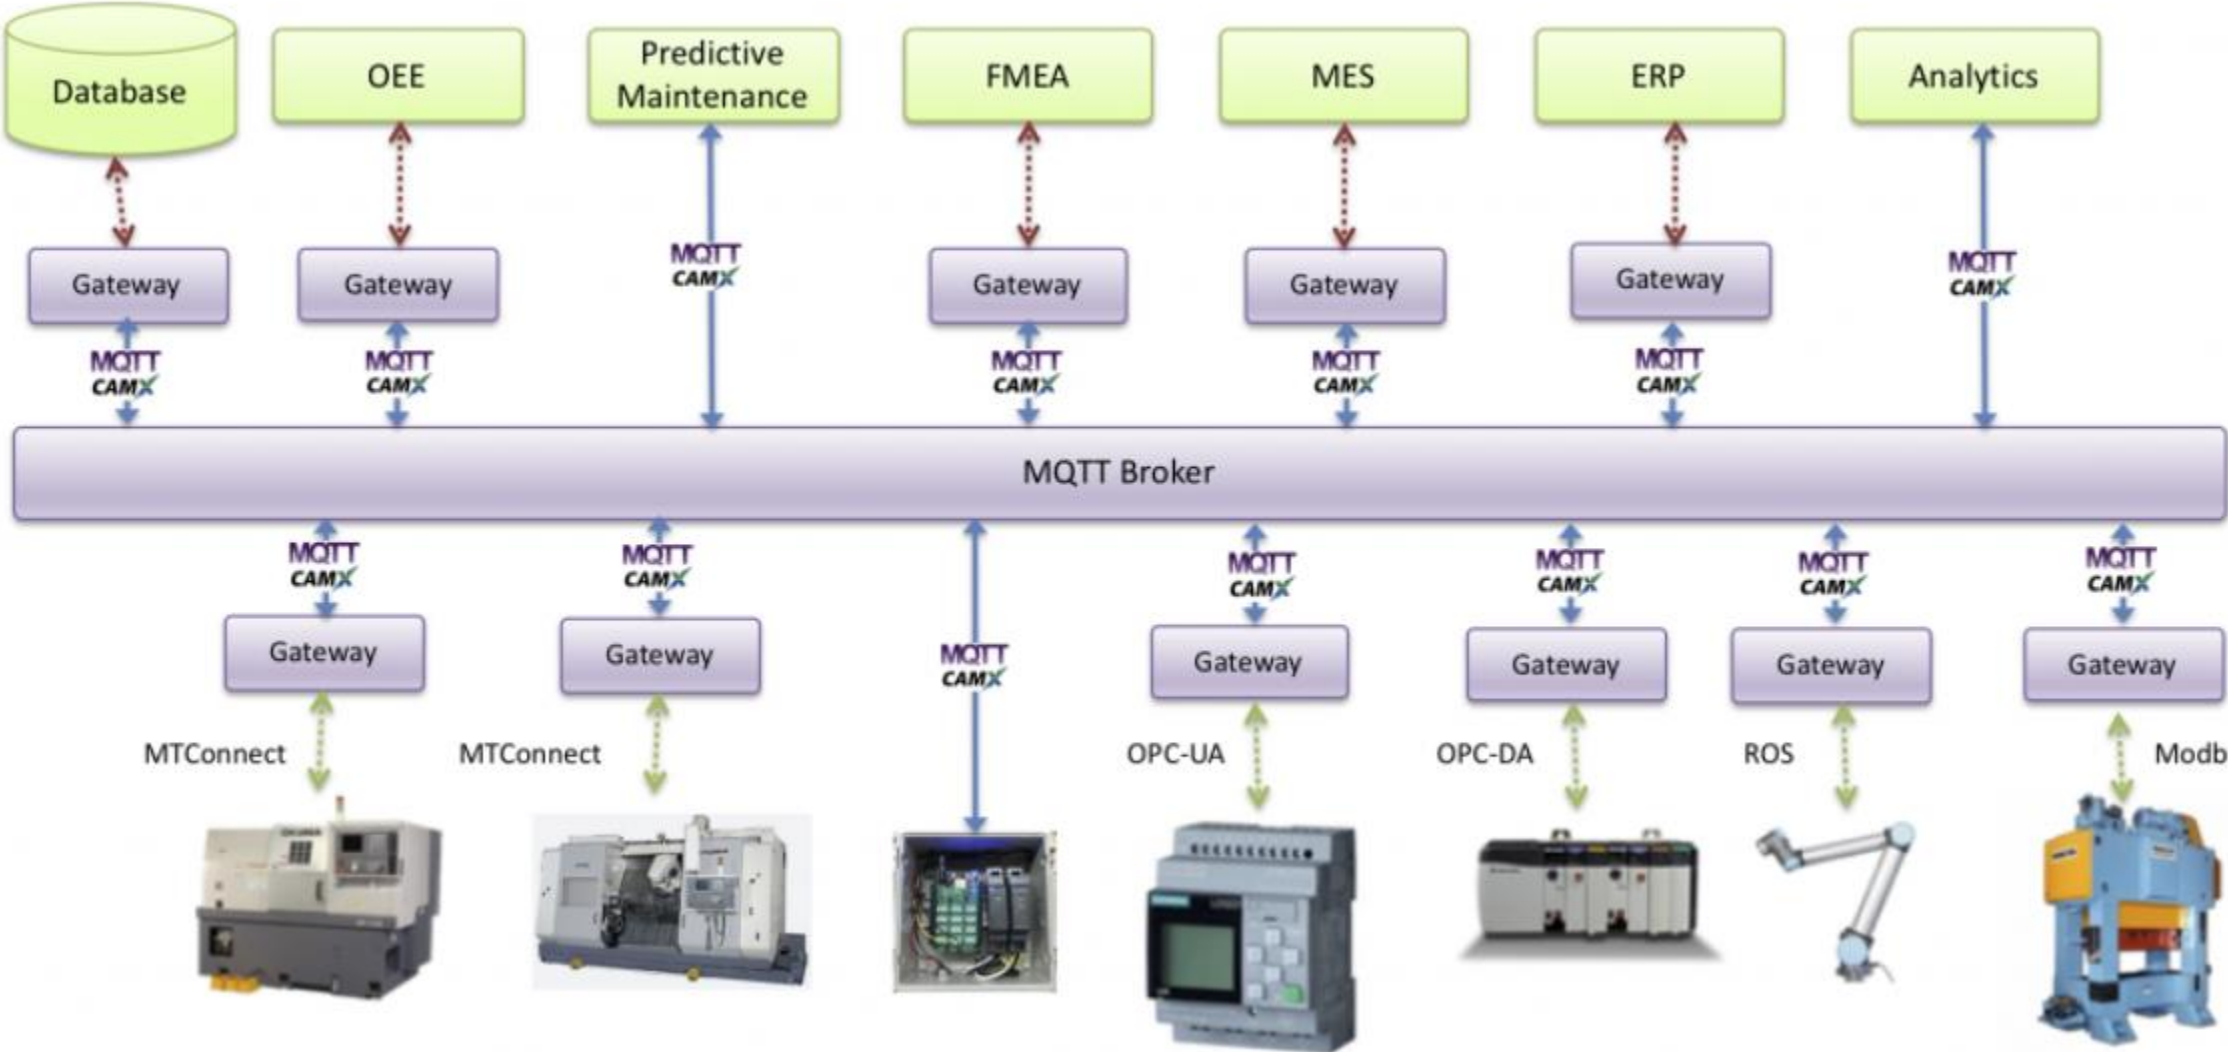 Database
OEE
Predictive
Maintenance
FMEA
MES
ERP
Analytics
Gateway
Gateway
MQTT
CAMX
Gateway
Gateway
Gateway
MQTT
CAMX
MQTT
CAMX
MQTT
CAMX
MQTT
CAMX
MQTT
CAMX
MQTT
CAMX
MQTT Broker
MQTT
CAMX
MQTT
CAMX
MQTT
CAMX
MQTT
CAMX
MQTT
CAMX
MQTT
CAMX
Gateway
Gateway
MQTT
CAMX
Gateway
Gateway
Gateway
Gateway
MTConnect
MTConnect
OPC-UA
OPC-DA
ROS
Modb